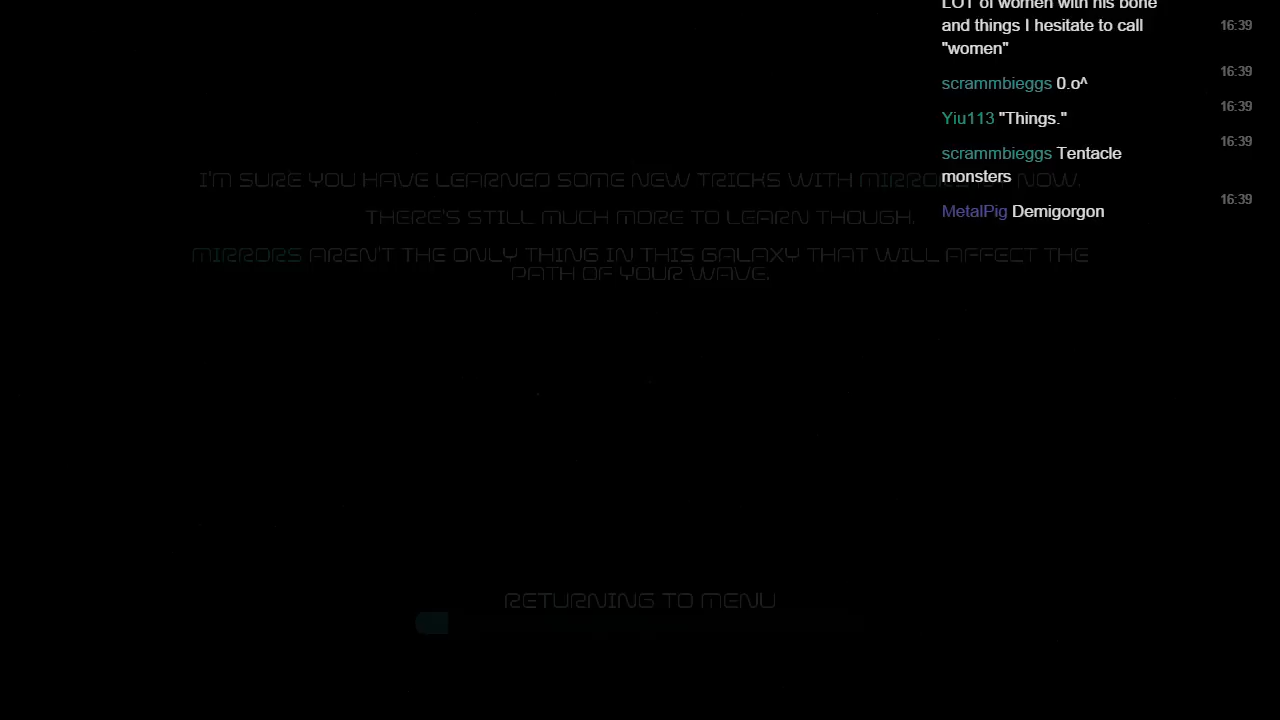 LOT of women with his bone
and things I hesitate to call
"women"
16:39
scrammbieggs 0.o^
16:39
Yiu113 "Things."
16:39
scrammbieggs Tentacle
monsters
16:39
MetalPig Demigorgon
16:39
I'M SURE YOU HAVE LEARNED SOME NEW TRICKS WITH NOW.
THERE'S STILL MUCH MORE TO LEARN THOUGH.
MIRRORS AREN'T THE ONLY THING IN THIS GALAXY THAT WILL AFFECT THE
PATH OF YOUR WAVE.
RETURNING TO MENU